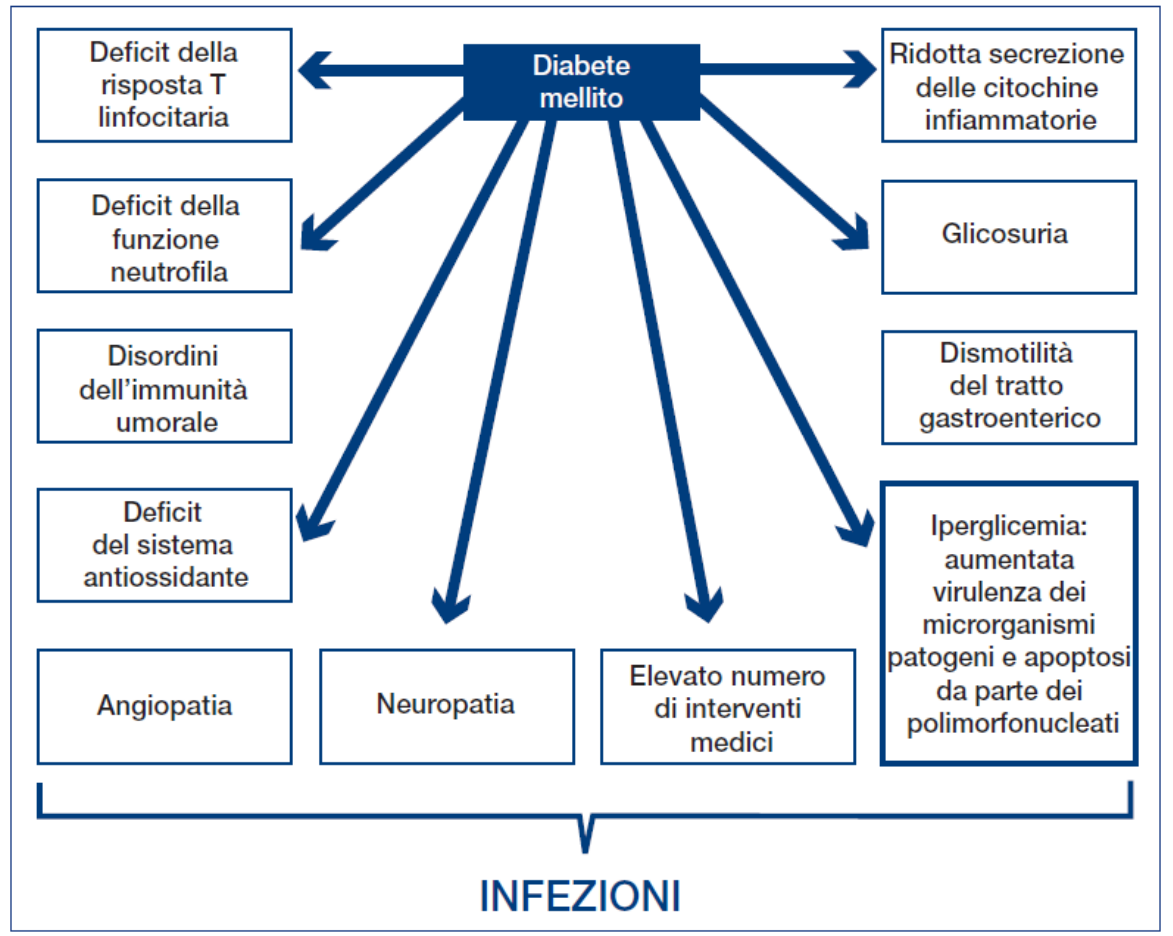 Diabete
mellito
Deficit della
risposta T
linfocitaria
Ridotta secrezione
delle citochine
infiammatorie
Deficit della
funzione
neutrofila
Glicosuria
Disordini
dell'immunità
umorale
Dismotilità
del tratto
gastroenterico
Deficit
del sistema
antiossidante
Iperglicemia:
aumentata
virulenza dei
microrganismi
patogeni e apoptosi
da parte dei
polimorfonucleati
Angiopatia
Neuropatia
Elevato numero
di interventi
medici
INFEZIONI